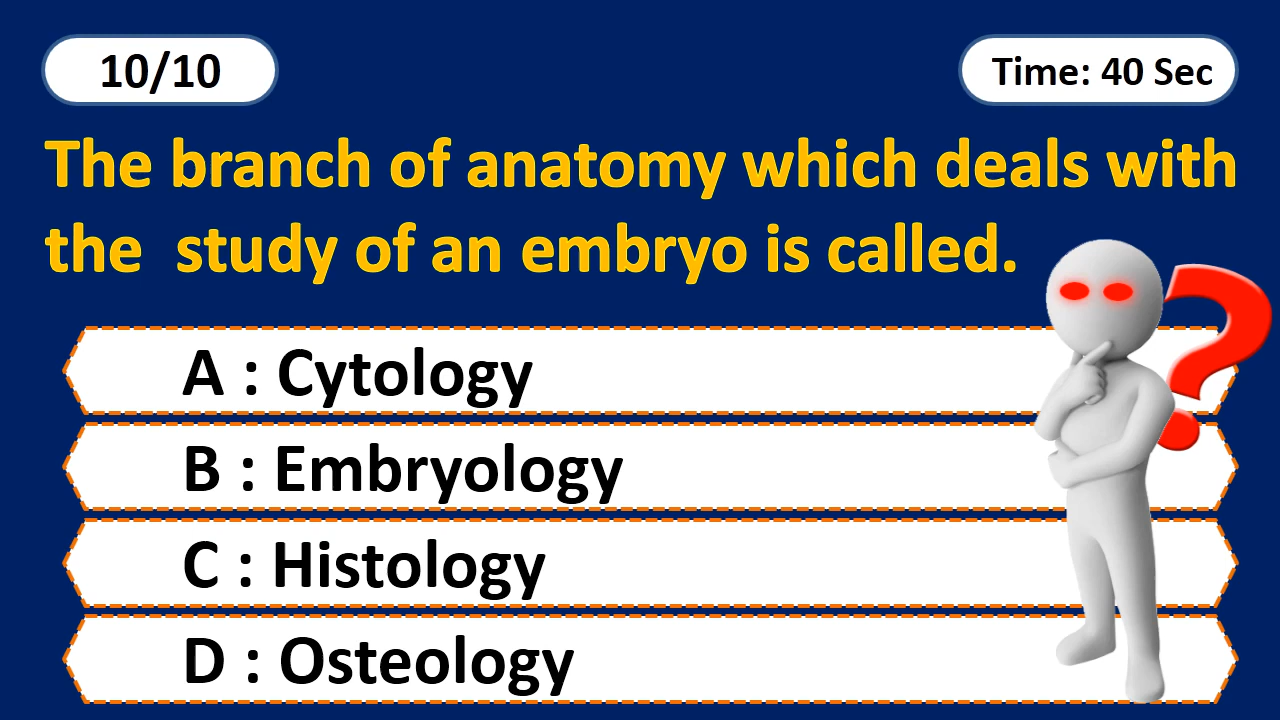 10/10
Time: 40 Sec
The branch of anatomy which deals with
the study of an embryo is called.
A : Cytology
B : Embryology
C : Histology
D : Osteology
?